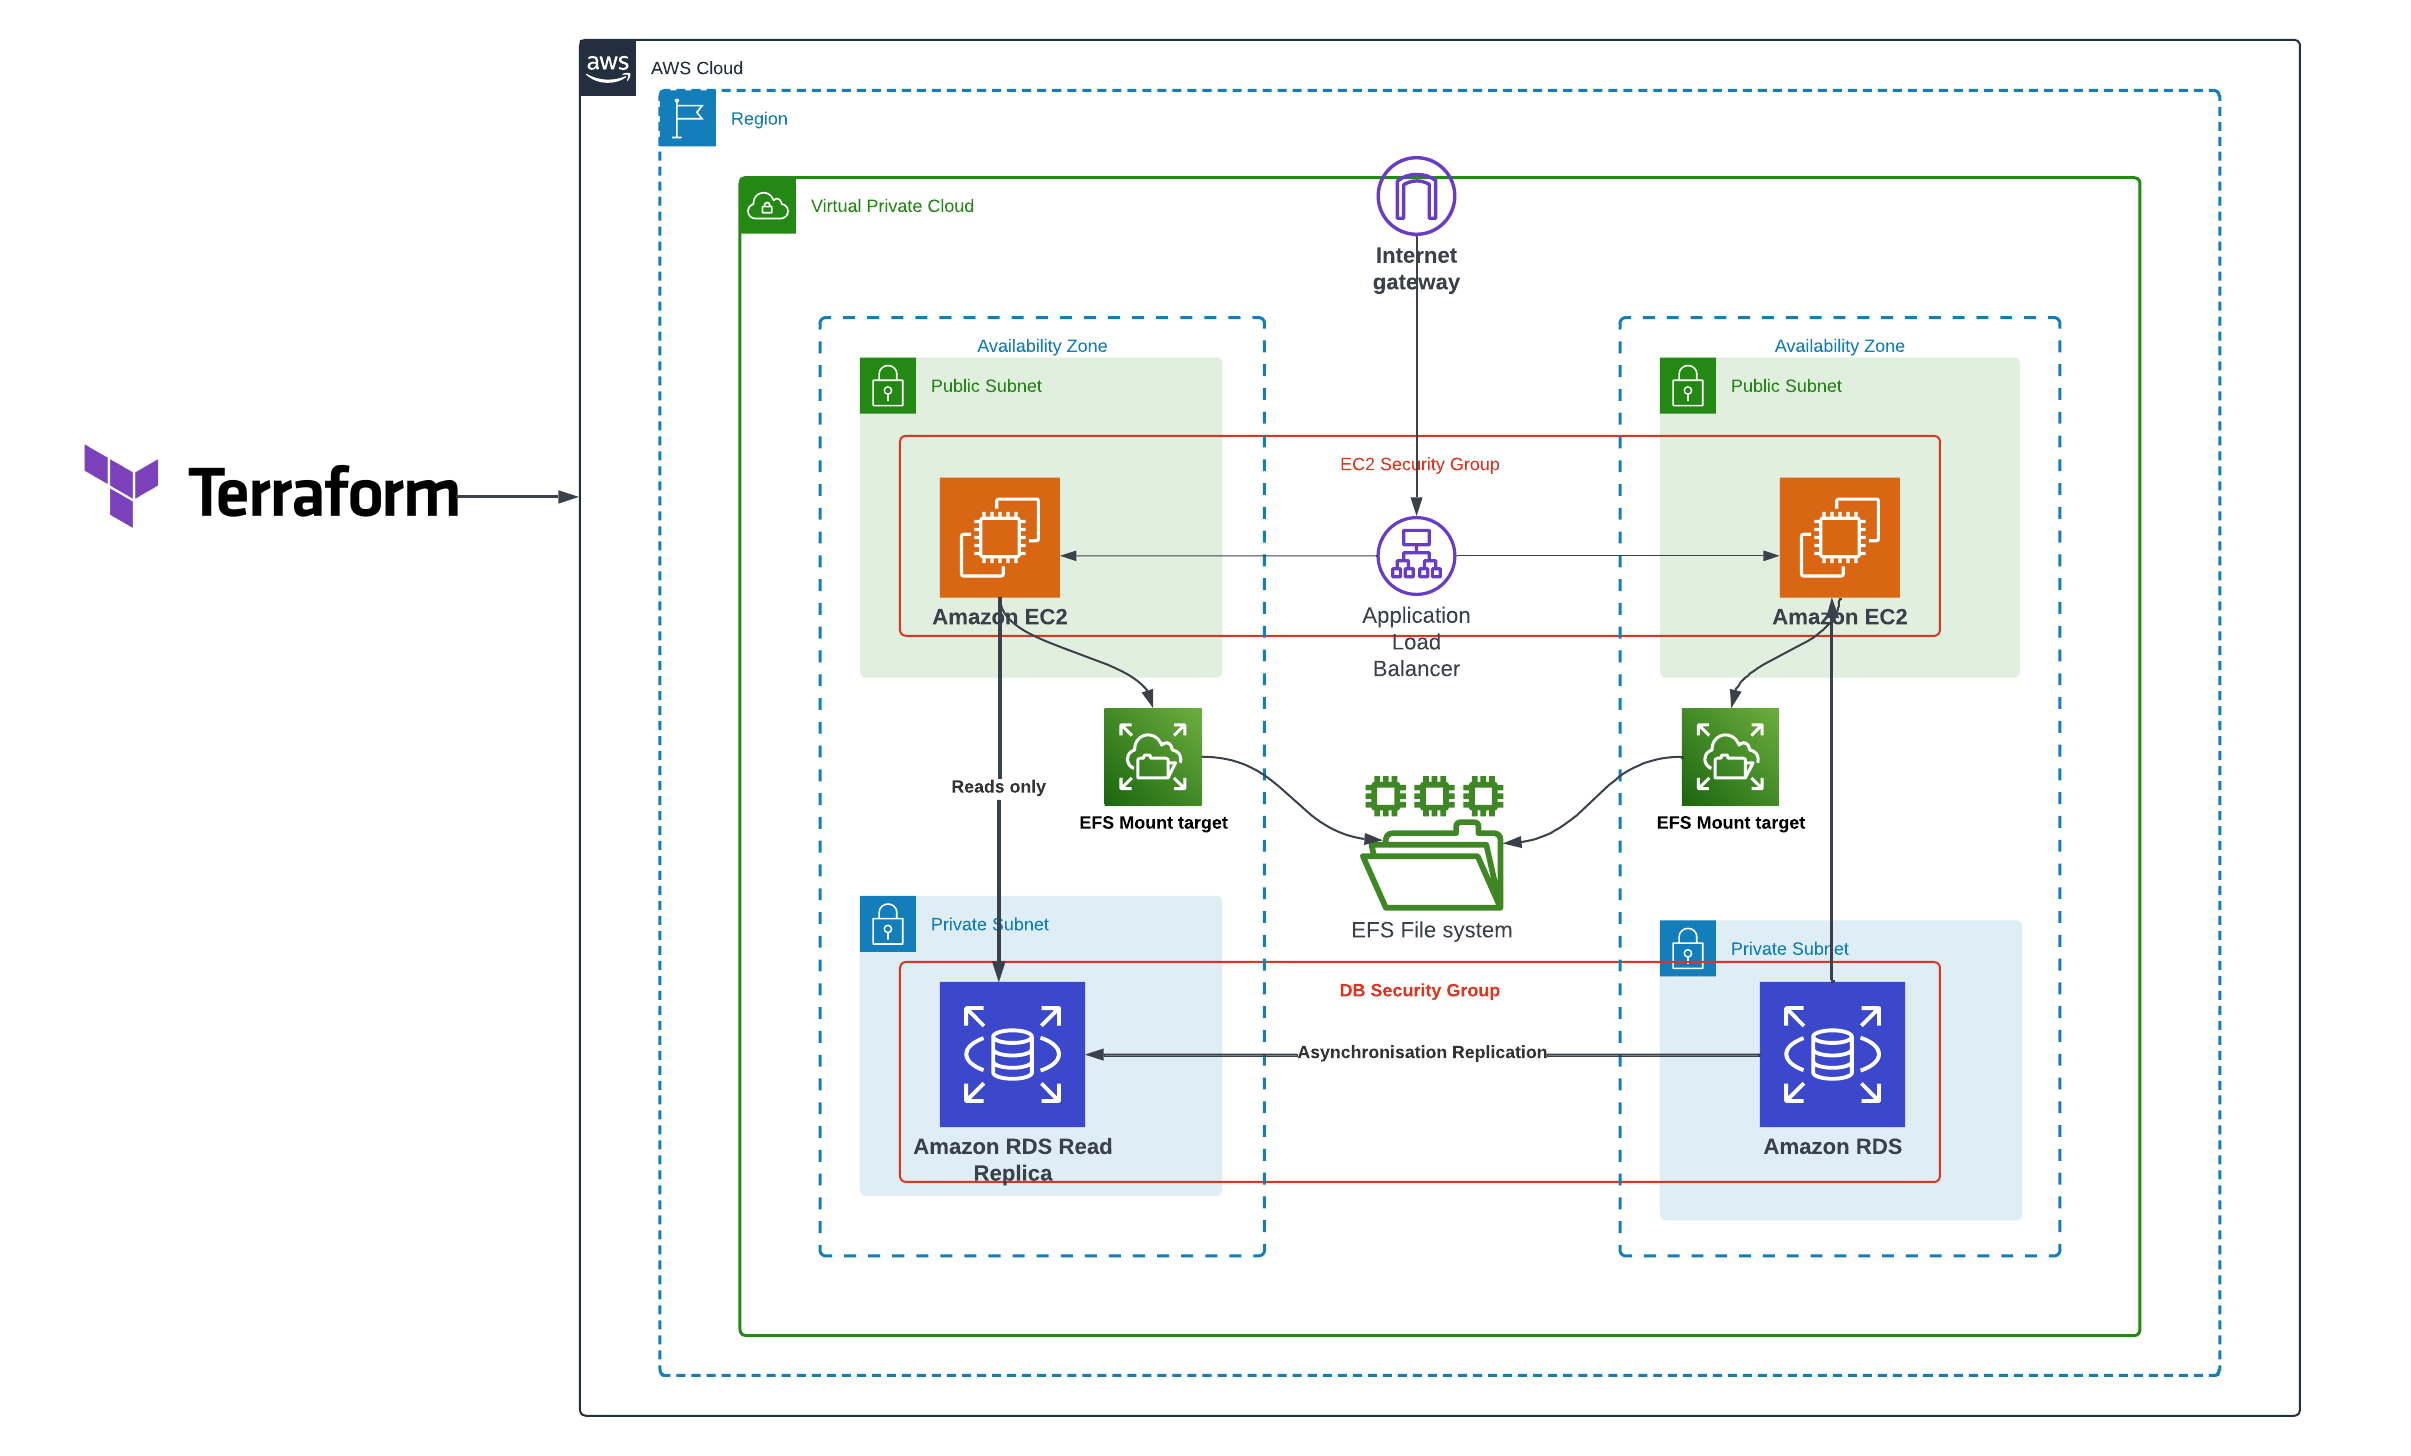 aws
AWS Cloud
Region
Virtual Private Cloud
Internet
gateway
Availability Zone
Public Subnet
Availability Zone
Public Subnet
EC2 Security Group
Terraform
Amazon EC2
Application
Load
Balancer
Amazon EC2
Reads only
EFS Mount target
EFS Mount target
EFS File system
Private Subnet
Private Subnet
DB Security Group
Asynchronisation Replication
Amazon RDS Read
Replica
Amazon RDS